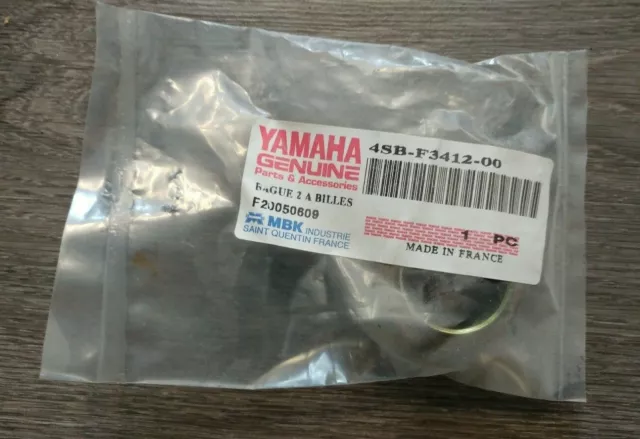 YAMAHA
GENUINE
Parts & Accessories
4SB-F3412-00
BAGUE 2 A BILLES
F20050609
MBK INDUSTRIE
SAINT QUENTIN FRANCE
1 PC
MADE IN FRANCE